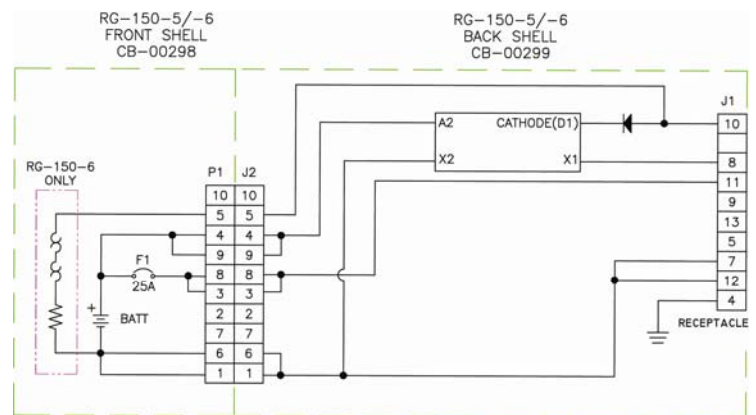 RG-150-5/-6
FRONT SHELL
CB-00298
RG-150-5/-6
BACK SHELL
CB-00299
J1
A2 CATHODE(D1) 10
X2 X1 8
RG-150-6
ONLY
P1 J2
11
10 10
9
5 5
13
4 4
5
9 9
F1
8 8
7
25A
3 3
12
+
BATT
2 2
4
7 7
RECEPTACLE
6 6
1 1